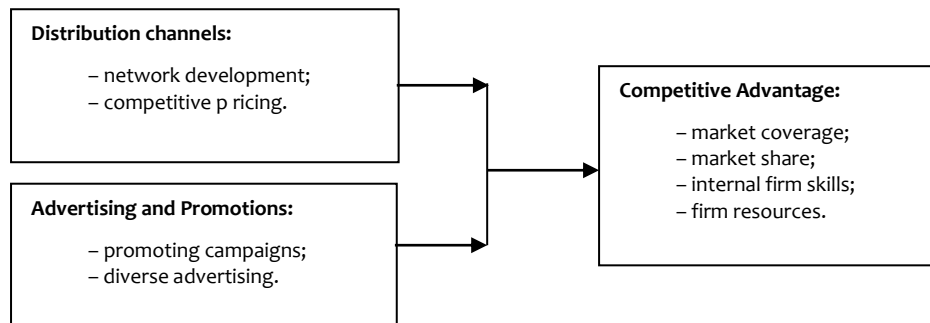 Distribution channels:
– network development;
– competitive p ricing.
Advertising and Promotions:
– promoting campaigns;
– diverse advertising.
Competitive Advantage:
– market coverage;
– market share;
– internal firm skills;
– firm resources.